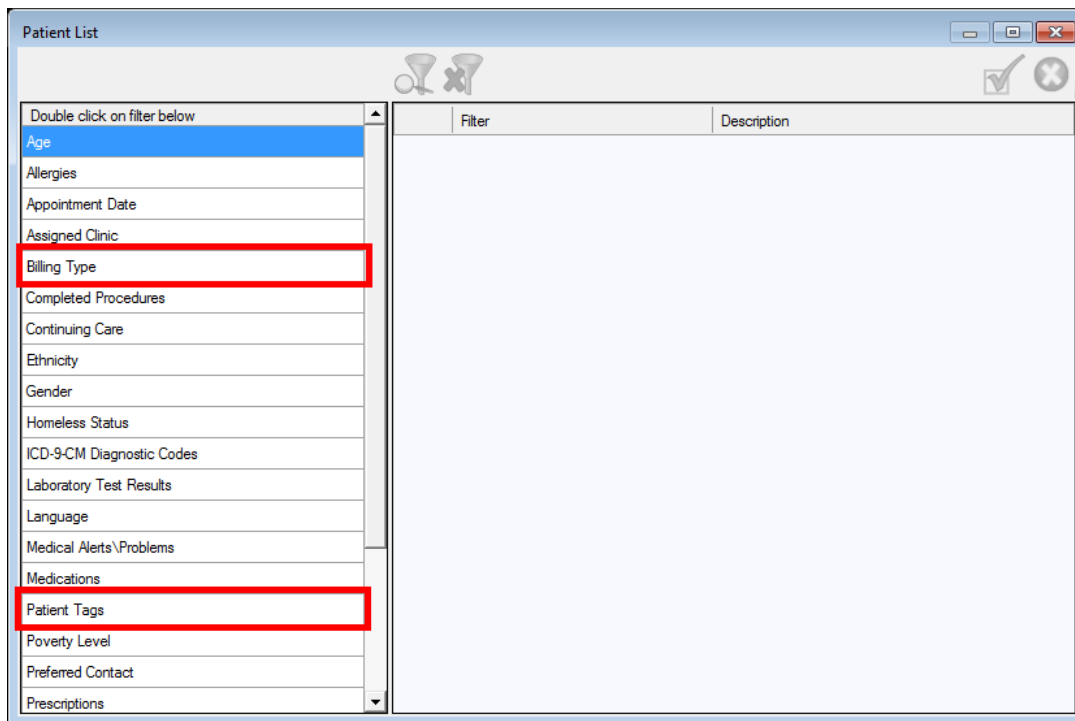 Patient List
Double click on filter below
Filter
Description
Age
Allergies
Appointment Date
Assigned Clinic
Billing Type
Completed Procedures
Continuing Care
Ethnicity
Gender
Homeless Status
ICD-9-CM Diagnostic Codes
Laboratory Test Results
Language
Medical Alerts\Problems
Medications
Patient Tags
Poverty Level
Preferred Contact
Prescriptions